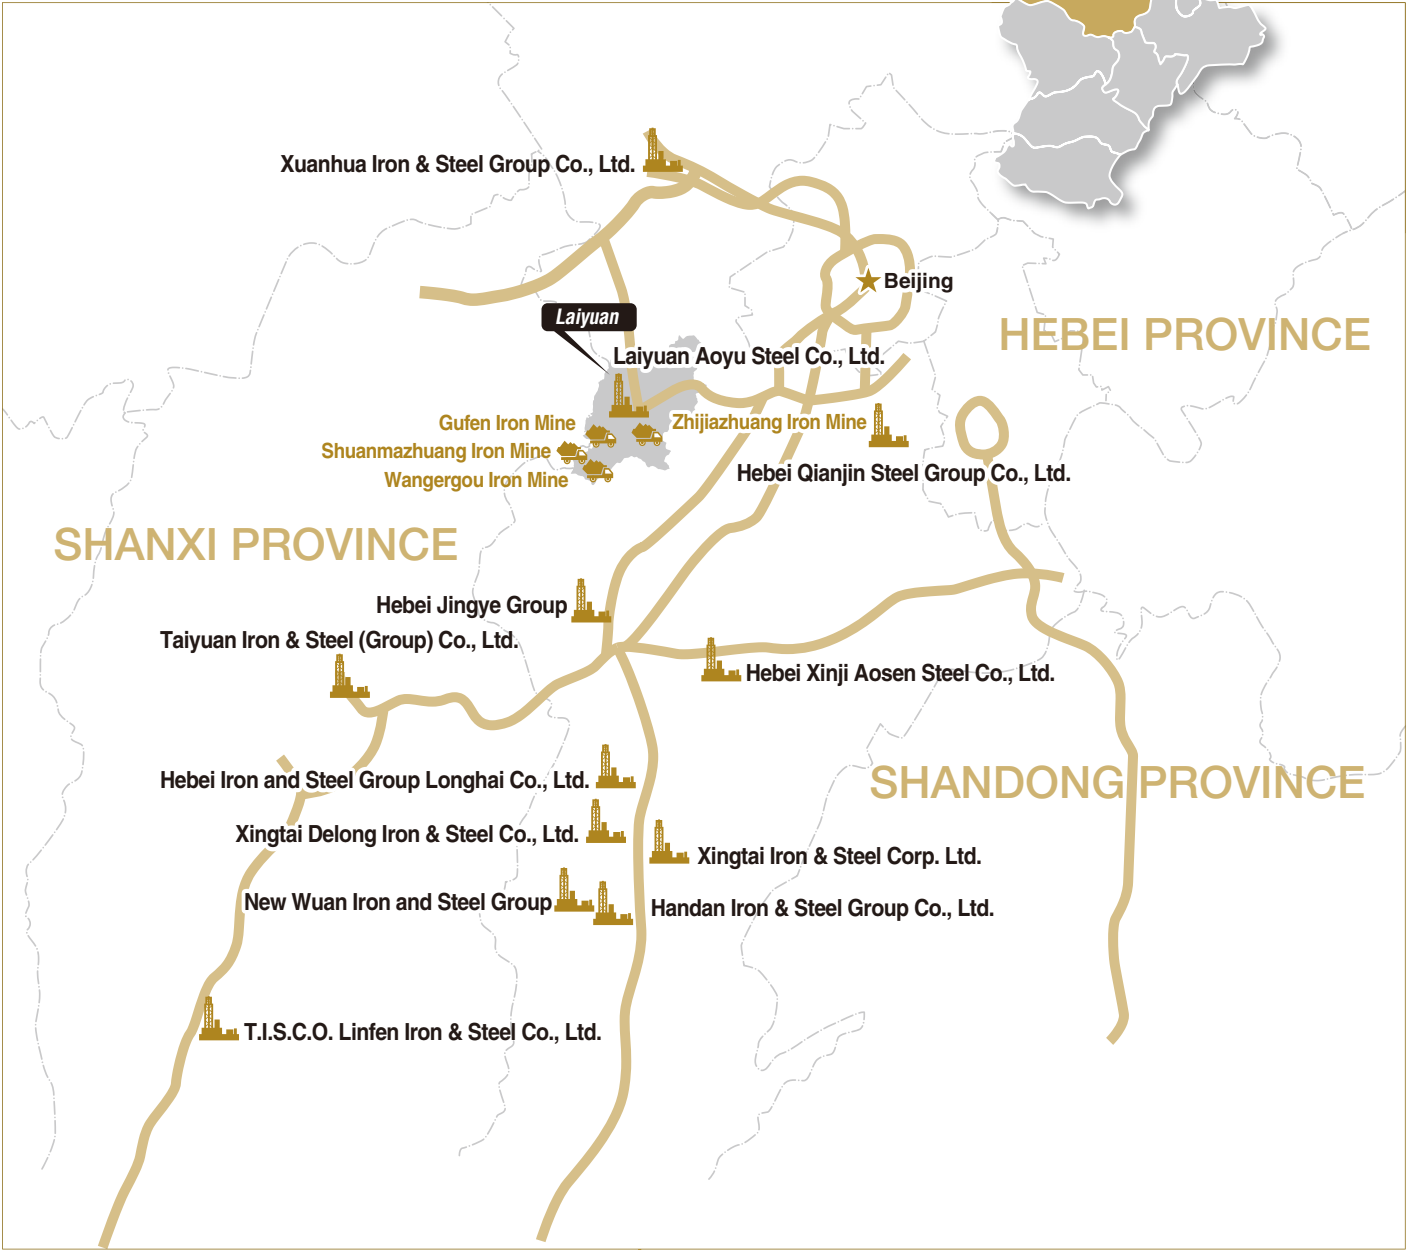 Xuanhua Iron & Steel Group Co., Ltd.
Beijing
Laiyuan
HEBEI PROVINCE
Laiyuan Aoyu Steel Co., Ltd.
Gufen Iron Mine
Zhijiazhuang Iron Mine
Shuanmazhuang Iron Mine
Hebei Qianjin Steel Group Co., Ltd.
Wangergou Iron Mine
SHANXI PROVINCE
Hebei Jingye Group
Taiyuan Iron & Steel (Group) Co., Ltd.
Hebei Xinji Aosen Steel Co., Ltd.
Hebei Iron and Steel Group Longhai Co., Ltd.
SHANDONG PROVINCE
Xingtai Delong Iron & Steel Co., Ltd.
Xingtai Iron & Steel Corp. Ltd.
New Wuan Iron and Steel Group
Handan Iron & Steel Group Co., Ltd.
T.I.S.C.O. Linfen Iron & Steel Co., Ltd.